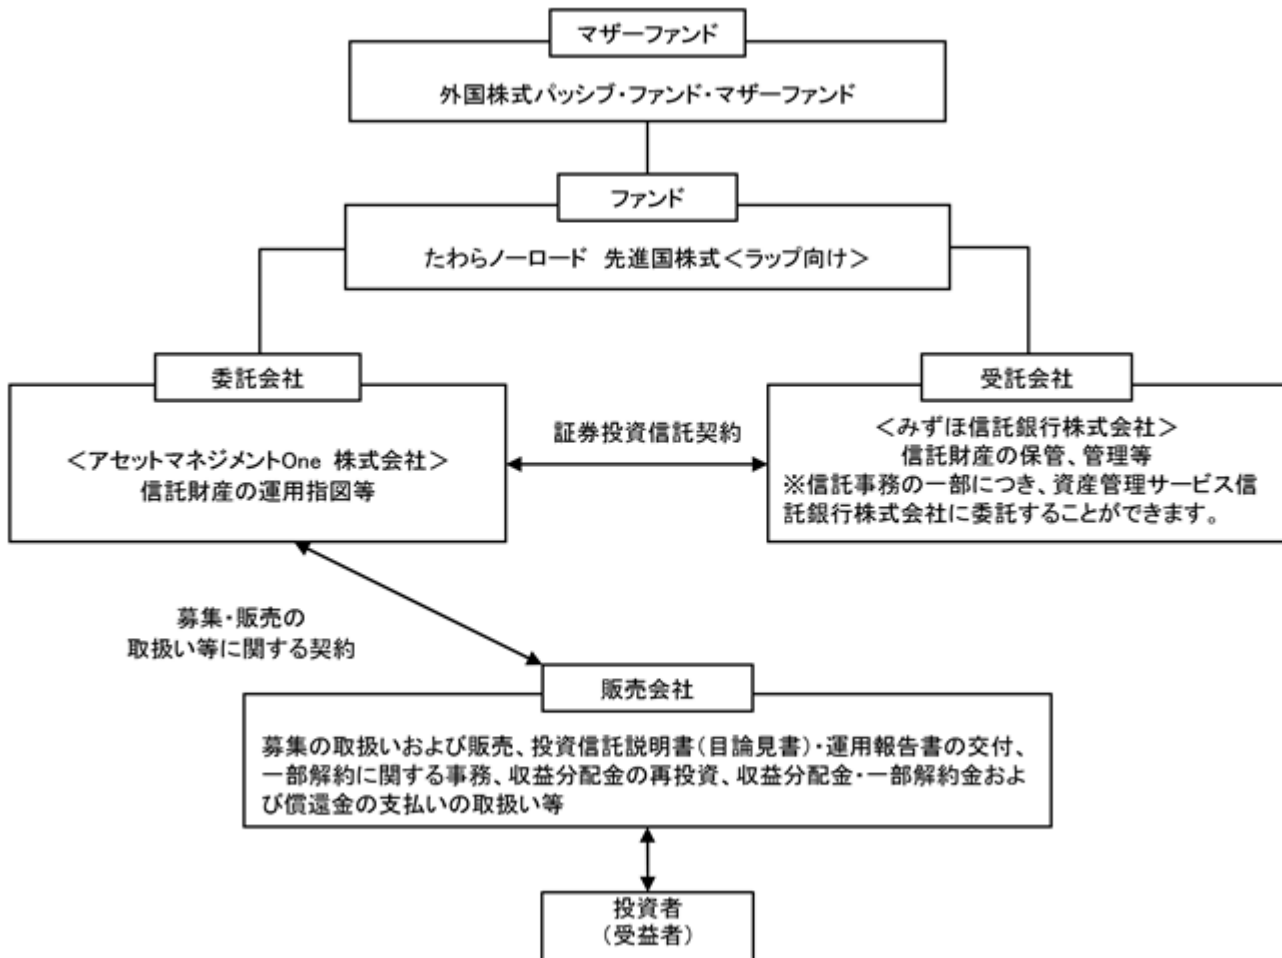 マザーファンド
外国株式パッシブ・ファンド・マザーファンド
ファンド
たわらノーロード　先進国株式＜ラップ向け＞
委託会社
＜アセットマネジメントOne 株式会社＞
信託財産の運用指図等
証券投資信託契約
受託会社
＜みずほ信託銀行株式会社＞
信託財産の保管、管理等
※信託事務の一部につき、資産管理サービス信
託銀行株式会社に委託することができます。
募集・販売の
取扱い等に関する契約
販売会社
募集の取扱いおよび販売、投資信託説明書（目論見書）・運用報告書の交付、
一部解約に関する事務、収益分配金の再投資、収益分配金・一部解約金およ
び償還金の支払いの取扱い等
投資者
（受益者）